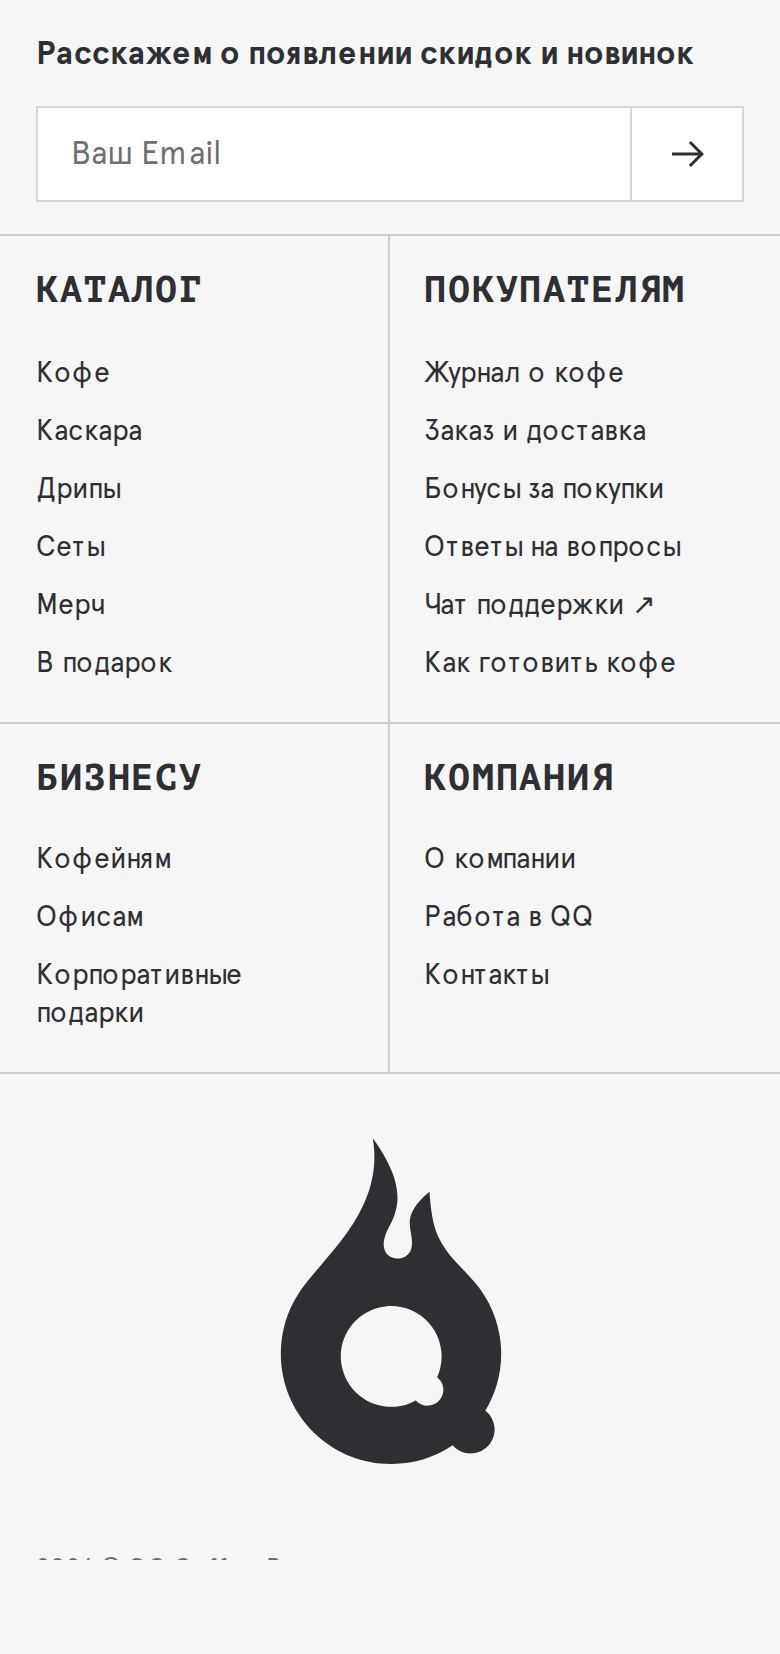 Расскажем о появлении скидок и новинок
Ваш Email
→
КАТАЛОГ
Кофе
Каскара
Дрипы
Сеты
Мерч
В подарок
ПОКУПАТЕЛЯМ
Журнал о кофе
Заказ и доставка
Бонусы за покупки
Ответы на вопросы
Чат поддержки ↗
Как готовить кофе
БИЗНЕСУ
Кофейням
Офисам
Корпоративные
подарки
КОМПАНИЯ
О компании
Работа в QQ
Контакты